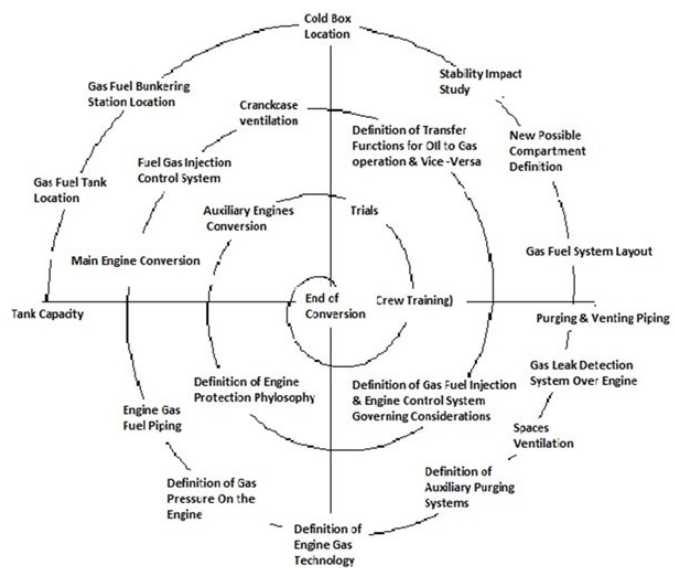 Cold Box
Location
Stability Impact
Study
Gas Fuel Bunkering
Station Location
Cranckcase
ventilation
Definition of Transfer
Functions for Oil to Gas
operation & Vice -Versa
New Possible
Compartment
Definition
Fuel Gas Injection
Control System
Gas Fuel Tank
Location
Auxiliary Engines
Conversion
Trials
Main Engine Conversion
Gas Fuel System Layout
End of
Conversion
Crew Training)
Tank Capacity
Purging & Venting Piping
Gas Leak Detection
System Over Engine
Definition of Engine
Protection Phylosophy
Definition of Gas Fuel Injection
& Engine Control System
Governing Considerations
Engine Gas
Fuel Piping
Spaces
Ventilation
Definition of
Auxiliary Purging
Systems
Definition of Gas
Pressure On the
Engine
Definition of
Engine Gas
Technology